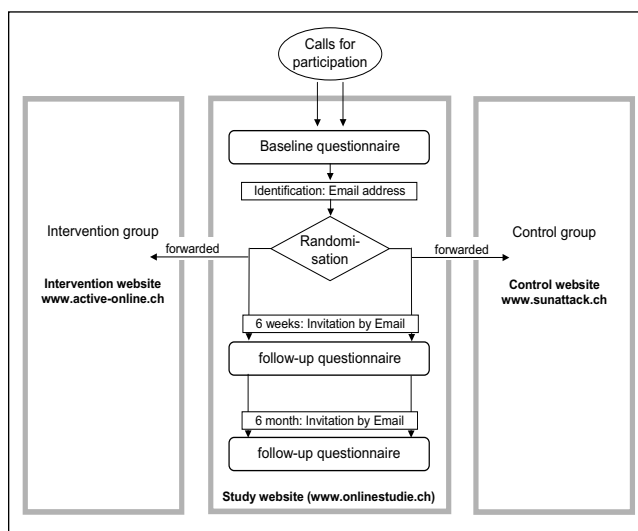 Calls for
participation
Baseline questionnaire
Identification: Email address
Randomi-
sation
Intervention group
forwarded
Intervention website
www.active-online.ch
forwarded
Control group
Control website
www.sunattack.ch
6 weeks: Invitation by Email
follow-up questionnaire
6 month: Invitation by Email
follow-up questionnaire
Study website (www.onlinestudie.ch)